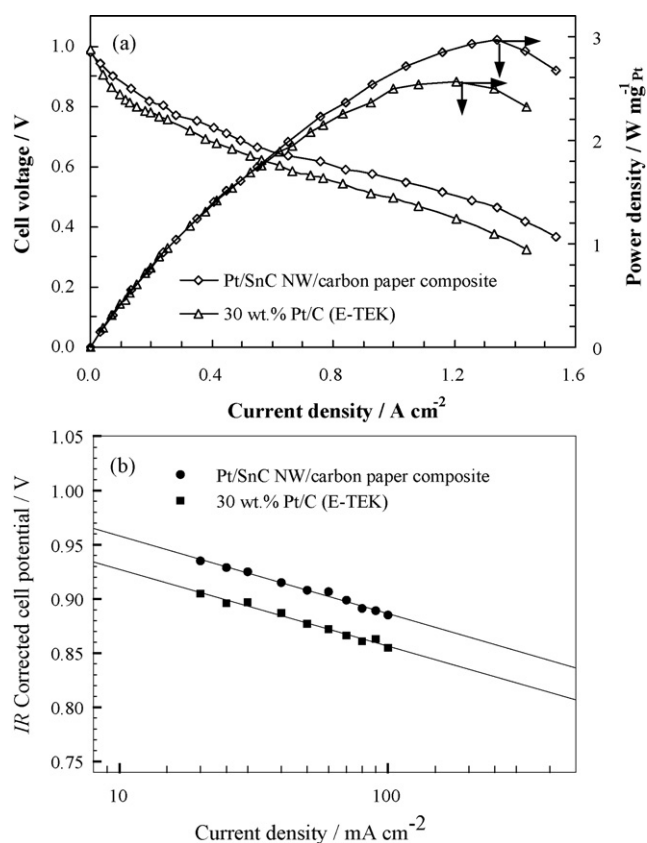 (a)
1.0
0.8
0.6
0.4
0.2
0.0
Cell voltage / V
3
2
1
0
Power density / W mg⁻¹Pt
Pt/SnC NW/carbon paper composite
30 wt.% Pt/C (E-TEK)
0.0 0.4 0.8 1.2 1.6
Current density / A cm⁻²
(b)
1.05
1.00
0.95
0.90
0.85
0.80
0.75
IR Corrected cell potential / V
Pt/SnC NW/carbon paper composite
30 wt.% Pt/C (E-TEK)
10 100
Current density / mA cm⁻²